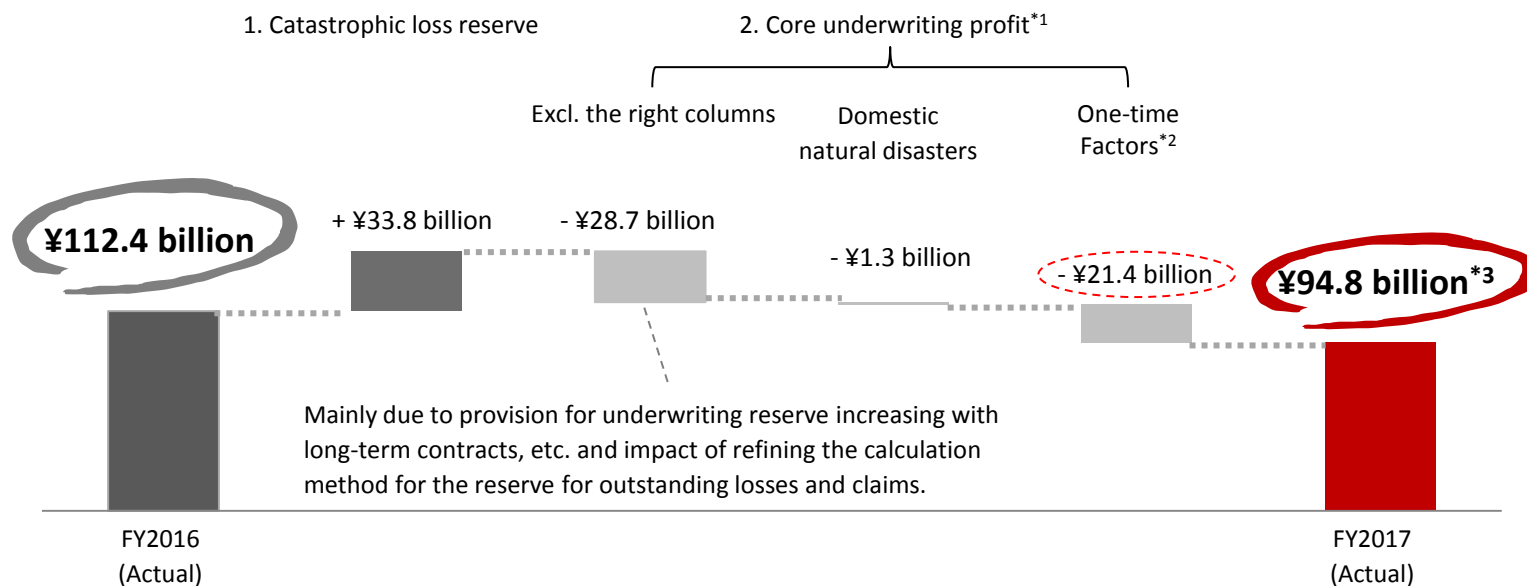 1. Catastrophic loss reserve
2. Core underwriting profit*1
Excl. the right columns
Domestic
natural disasters
One-time
Factors*2
¥112.4 billion
+ ¥33.8 billion
- ¥28.7 billion
- ¥1.3 billion
- ¥21.4 billion
¥94.8 billion*3
Mainly due to provision for underwriting reserve increasing with
long-term contracts, etc. and impact of refining the calculation
method for the reserve for outstanding losses and claims.
FY2016
(Actual)
FY2017
(Actual)